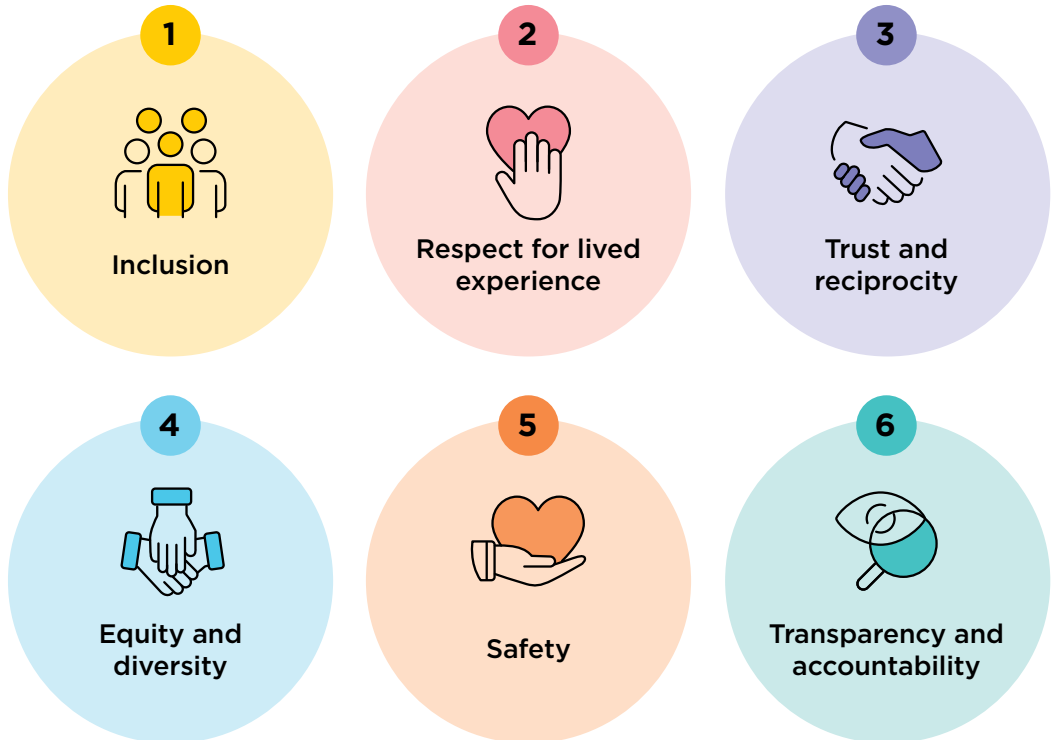 1
Inclusion
2
Respect for lived
experience
3
Trust and
reciprocity
4
Equity and
diversity
5
Safety
6
Transparency and
accountability